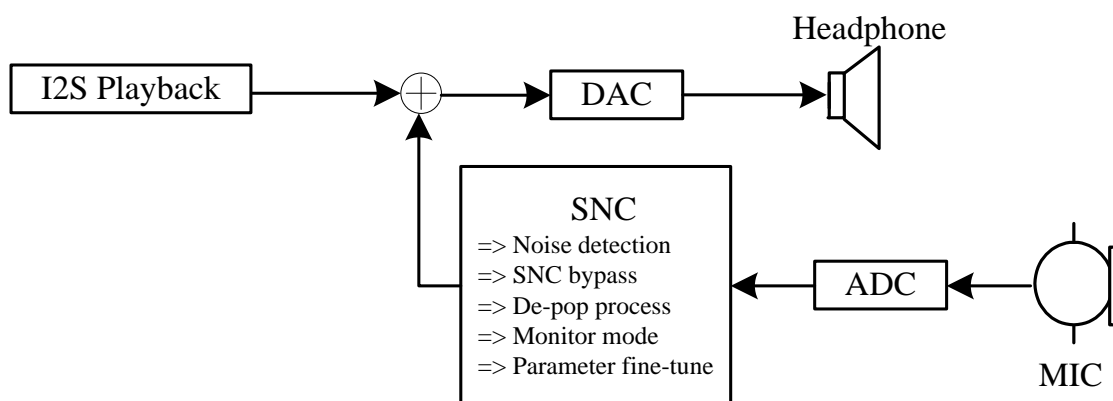 Headphone
I2S Playback
DAC
SNC
=> Noise detection
=> SNC bypass
=> De-pop process
=> Monitor mode
=> Parameter fine-tune
ADC
MIC